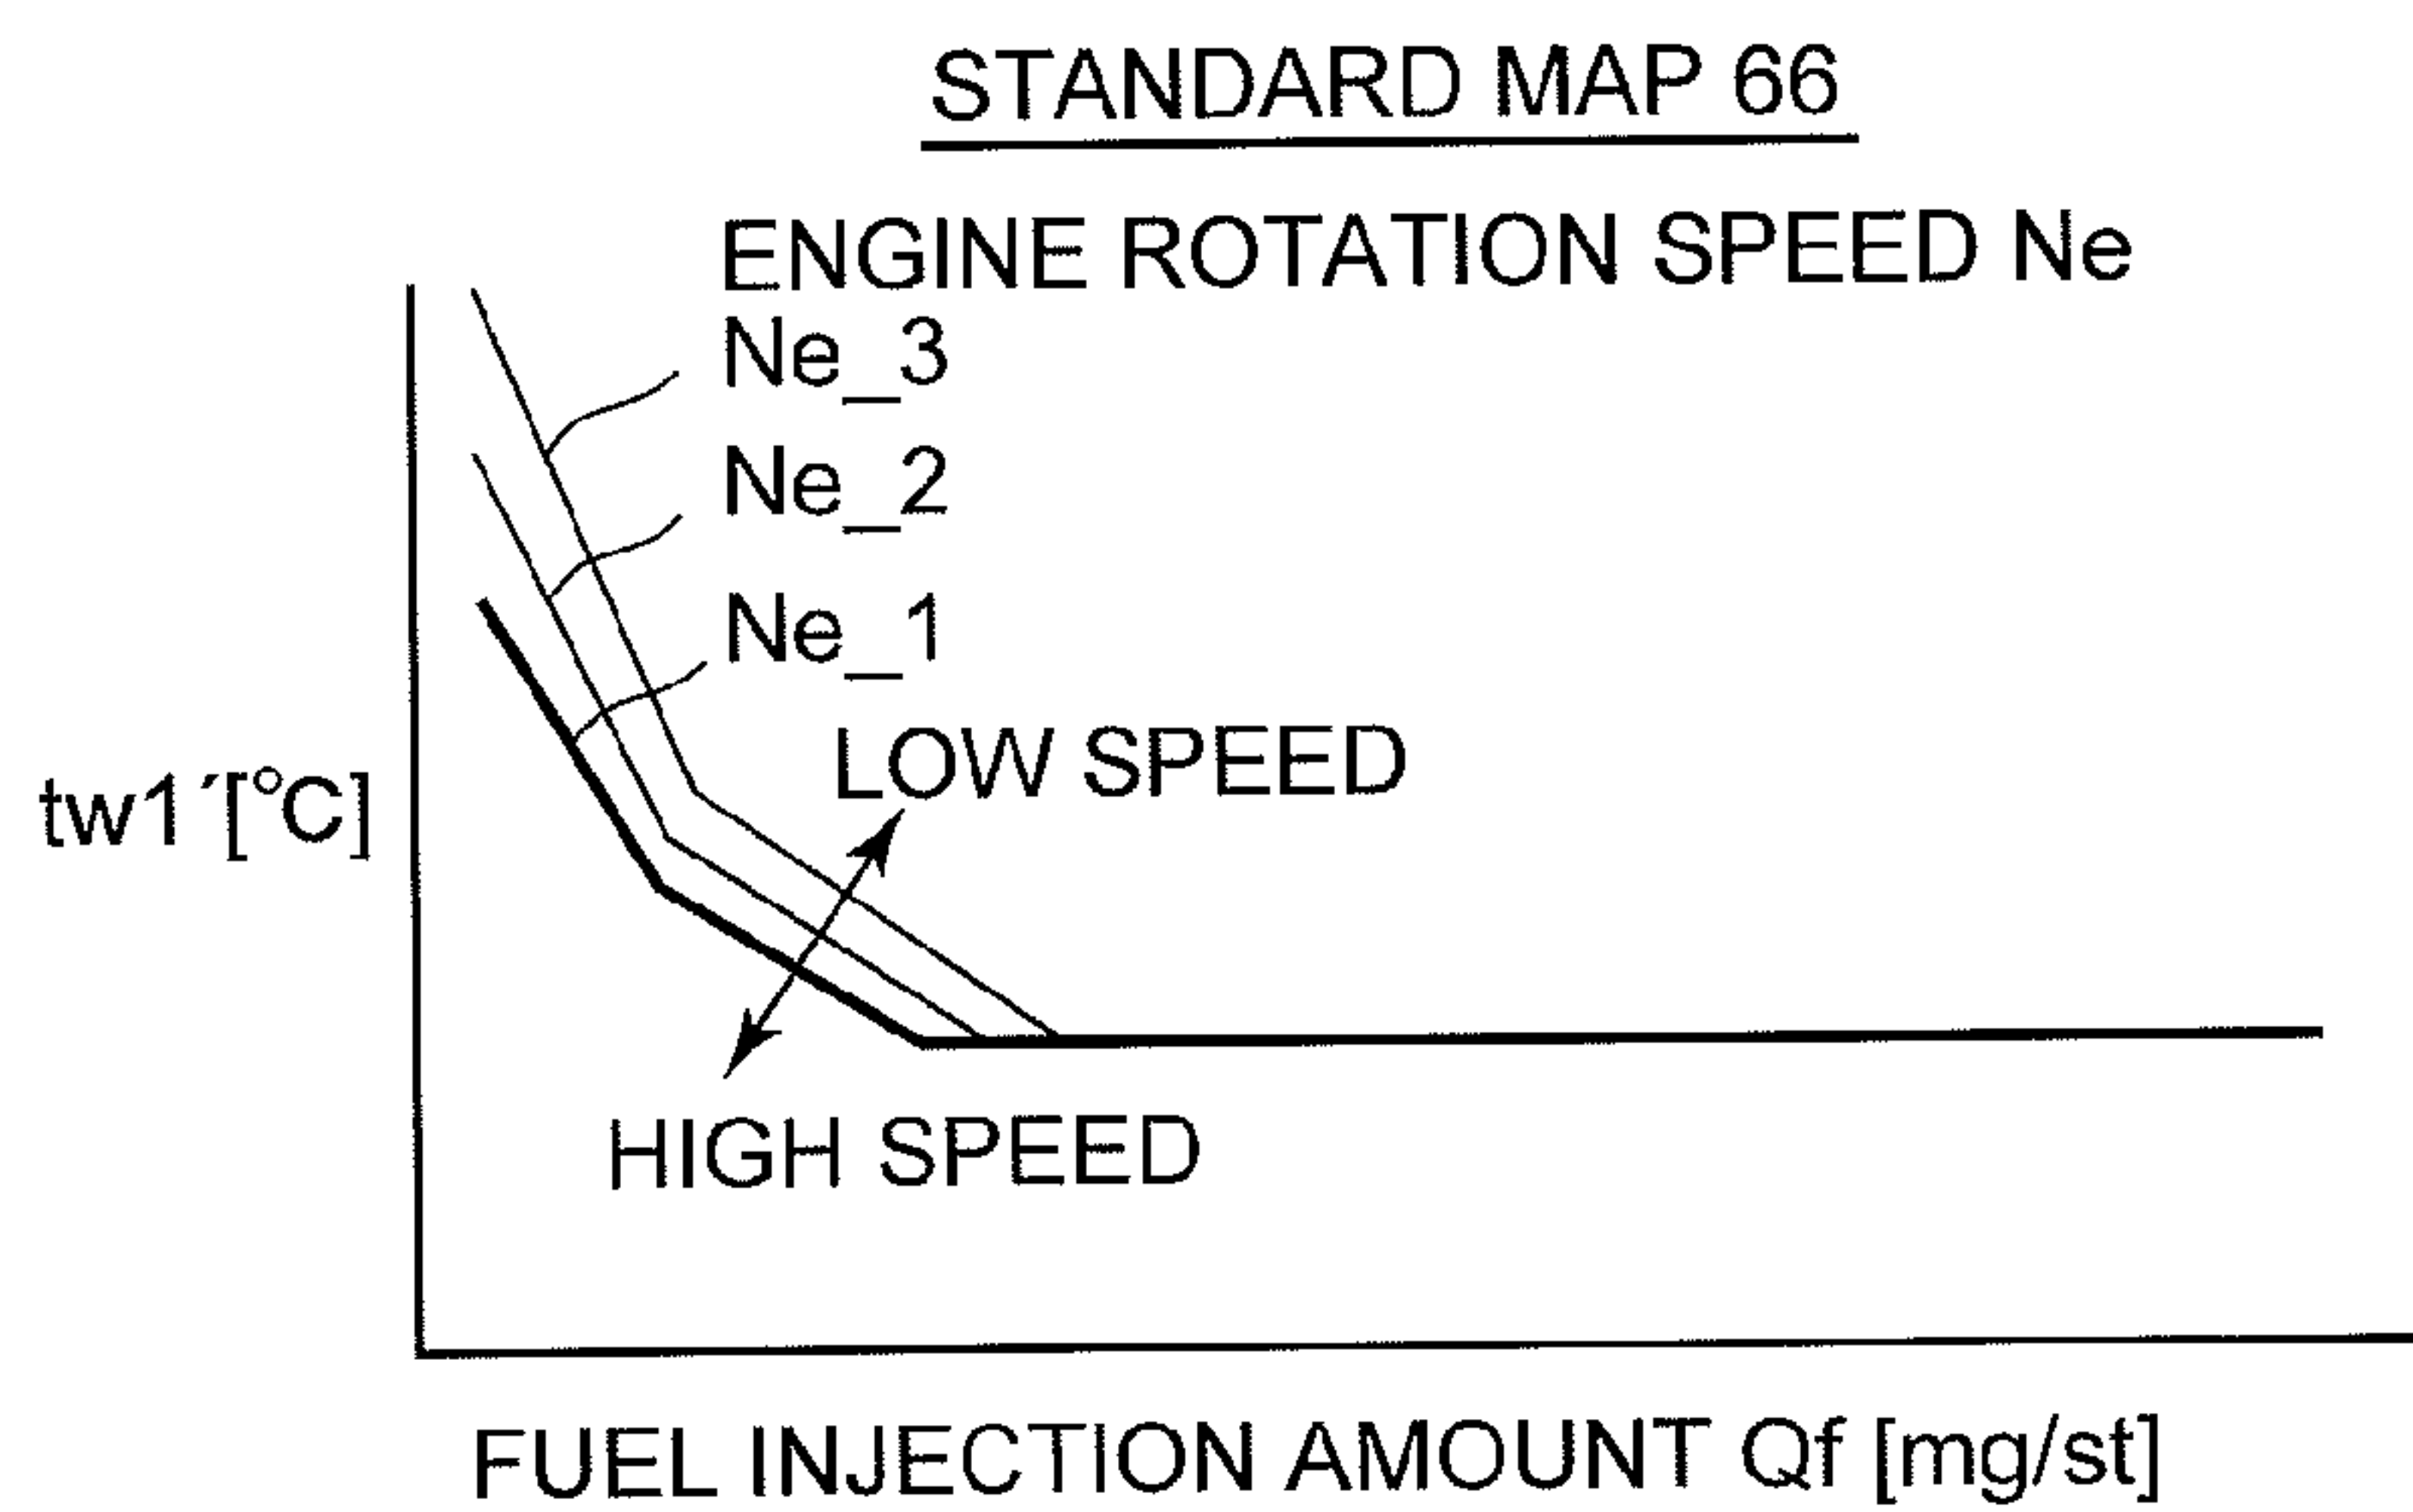 STANDARD MAP 66
ENGINE ROTATION SPEED Ne
Ne_3
Ne_2
Ne_1
LOW SPEED
tw1´[°C]
HIGH SPEED
FUEL INJECTION AMOUNT Qf [mg/st]